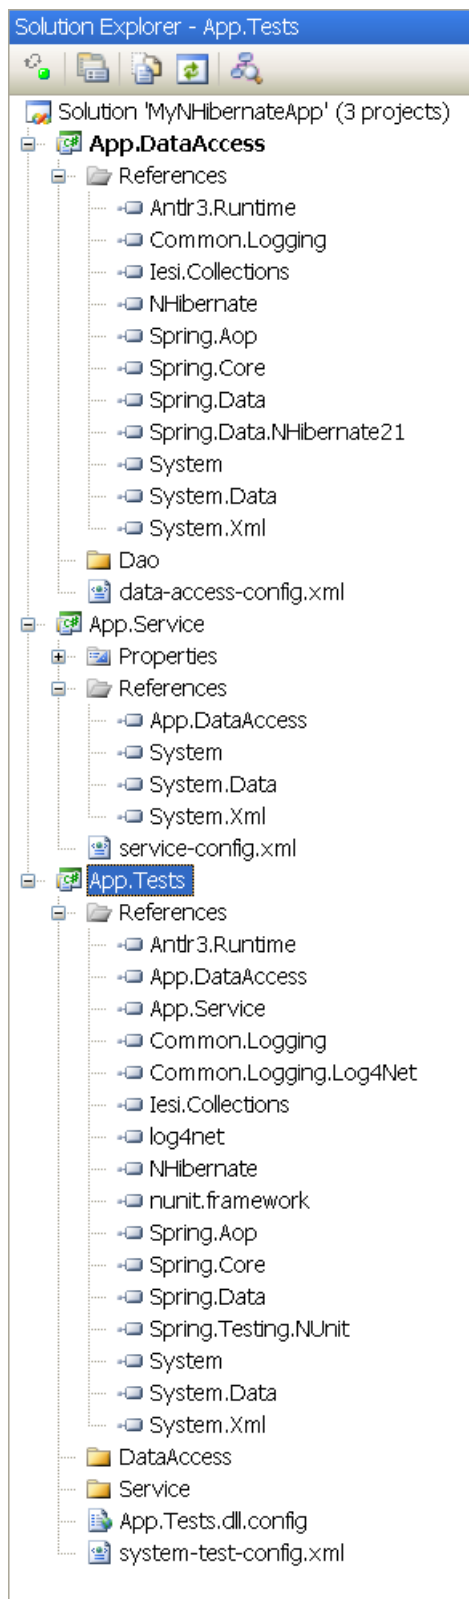 Solution Explorer - App.Tests
Solution 'MyNHibernateApp' (3 projects)
App.DataAccess
References
Antlr3.Runtime
Common.Logging
Iesi.Collections
NHibernate
Spring.Aop
Spring.Core
Spring.Data
Spring.Data.NHibernate21
System
System.Data
System.Xml
Dao
data-access-config.xml
App.Service
Properties
References
App.DataAccess
System
System.Data
System.Xml
service-config.xml
App.Tests
References
Antlr3.Runtime
App.DataAccess
App.Service
Common.Logging
Common.Logging.Log4Net
Iesi.Collections
log4net
NHibernate
nunit.framework
Spring.Aop
Spring.Core
Spring.Data
Spring.Testing.NUnit
System
System.Data
System.Xml
DataAccess
Service
App.Tests.dll.config
system-test-config.xml